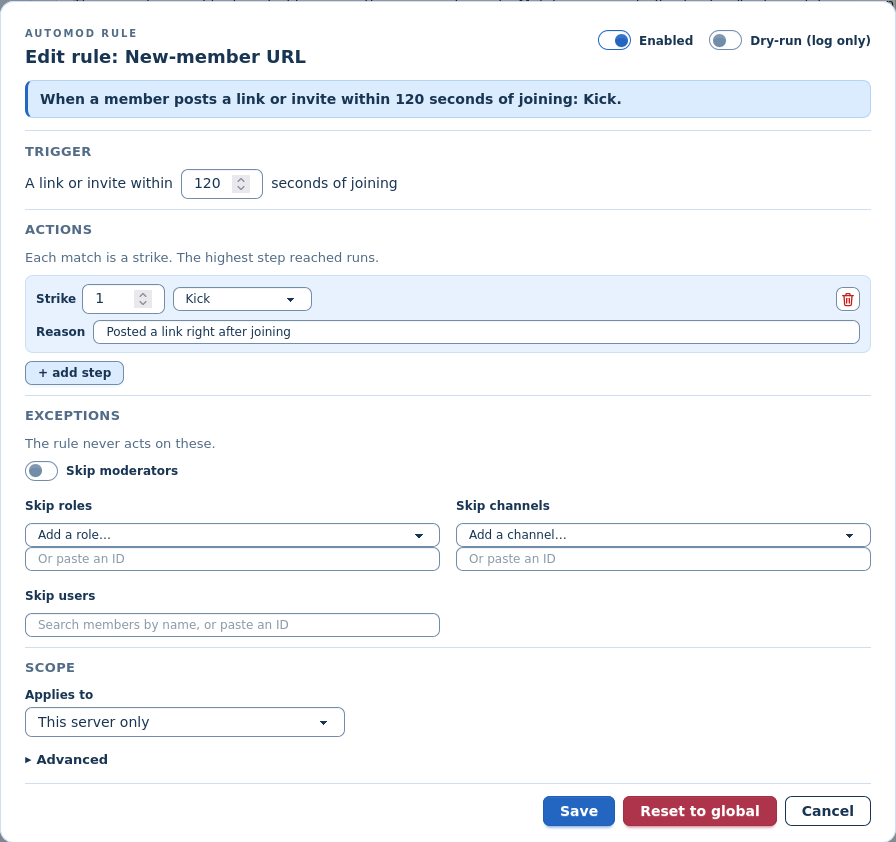 AUTOMOD RULE
Edit rule: New-member URL
Enabled
Dry-run (log only)
When a member posts a link or invite within 120 seconds of joining: Kick.
TRIGGER
A link or invite within 120 seconds of joining
ACTIONS
Each match is a strike. The highest step reached runs.
Strike 1 Kick
Reason Posted a link right after joining
+ add step
EXCEPTIONS
The rule never acts on these.
Skip moderators
Skip roles
Add a role...
Or paste an ID
Skip channels
Add a channel...
Or paste an ID
Skip users
Search members by name, or paste an ID
SCOPE
Applies to
This server only
▸ Advanced
Save
Reset to global
Cancel